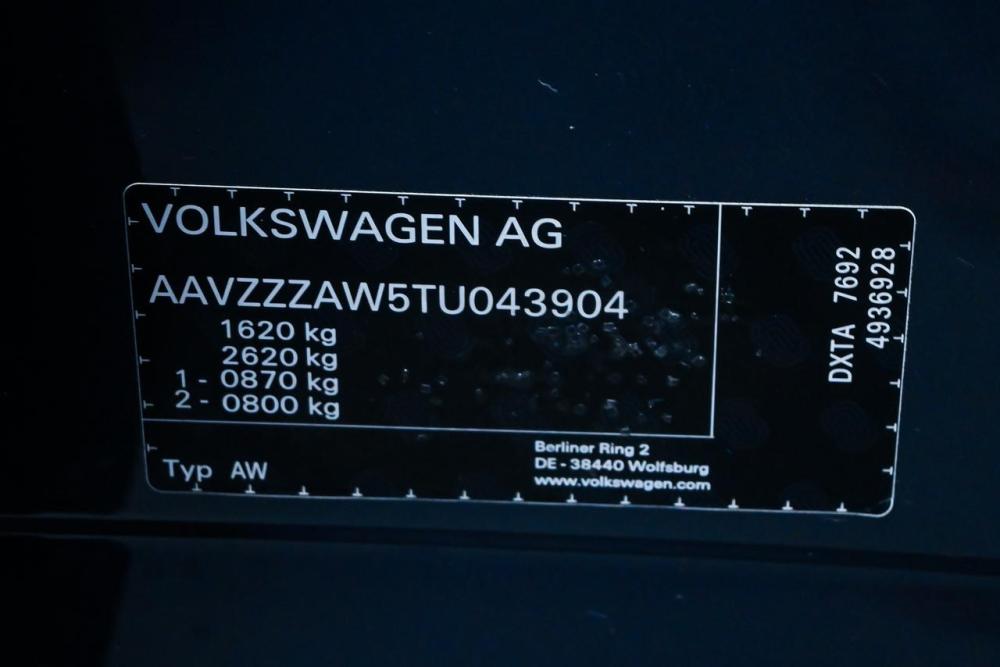 VOLKSWAGEN AG
AAVZZZAW5TU043904
1620 kg
2620 kg
1 - 0870 kg
2 - 0800 kg
Typ AW
Berliner Ring 2
DE - 38440 Wolfsburg
www.volkswagen.com
DXTA 7692
4936928